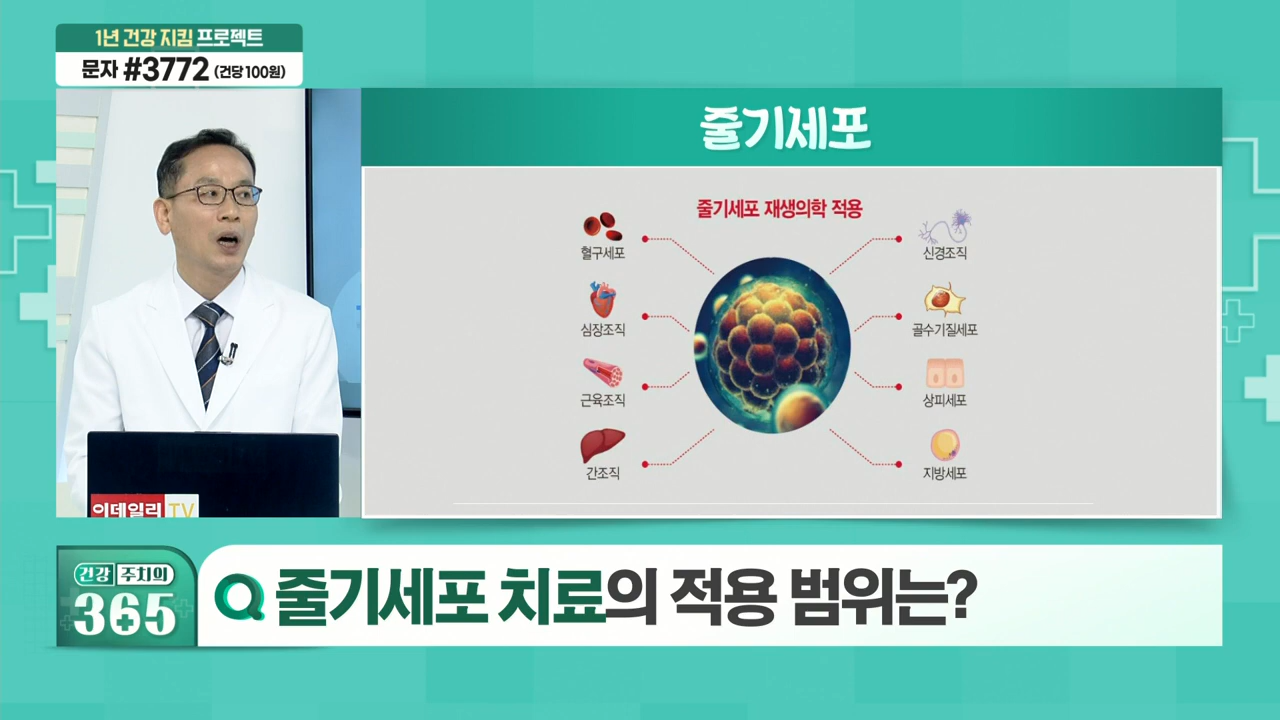 1년 건강 지킴 프로젝트
문자 #3772 (건당 100원)
줄기세포
줄기세포 재생의학 적용
혈구세포
심장조직
근육조직
간조직
신경조직
골수기질세포
상피세포
지방세포
이데일리 TV
건강 주치의
365
Q 줄기세포 치료의 적용 범위는?